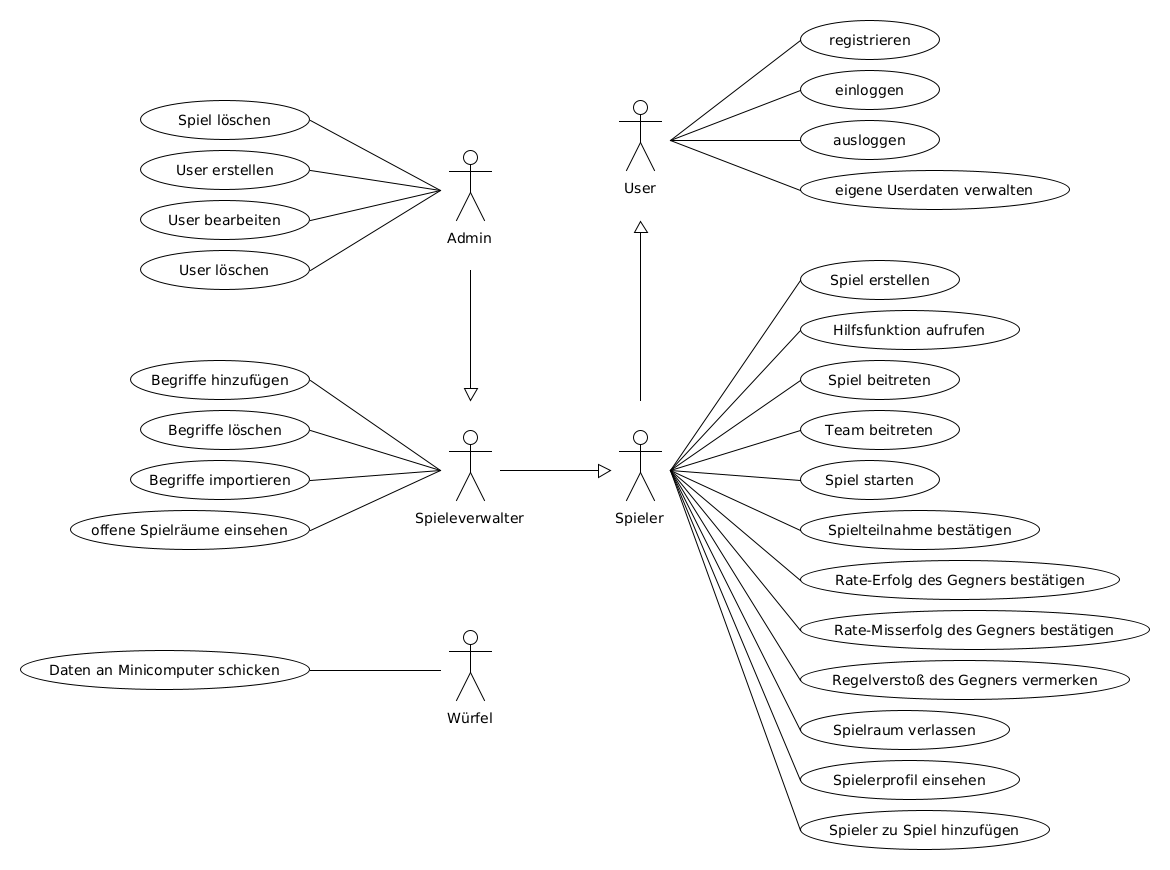 registrieren
einloggen
ausloggen
eigene Userdaten verwalten
User
Spiel löschen
User erstellen
User bearbeiten
User löschen
Admin
Spiel erstellen
Hilfsfunktion aufrufen
Spiel beitreten
Team beitreten
Spiel starten
Spielteilnahme bestätigen
Rate-Erfolg des Gegners bestätigen
Rate-Misserfolg des Gegners bestätigen
Regelverstoß des Gegners vermerken
Spielraum verlassen
Spielerprofil einsehen
Spieler zu Spiel hinzufügen
Spieler
Begriffe hinzufügen
Begriffe löschen
Begriffe importieren
offene Spielräume einsehen
Spieleverwalter
Daten an Minicomputer schicken
Würfel